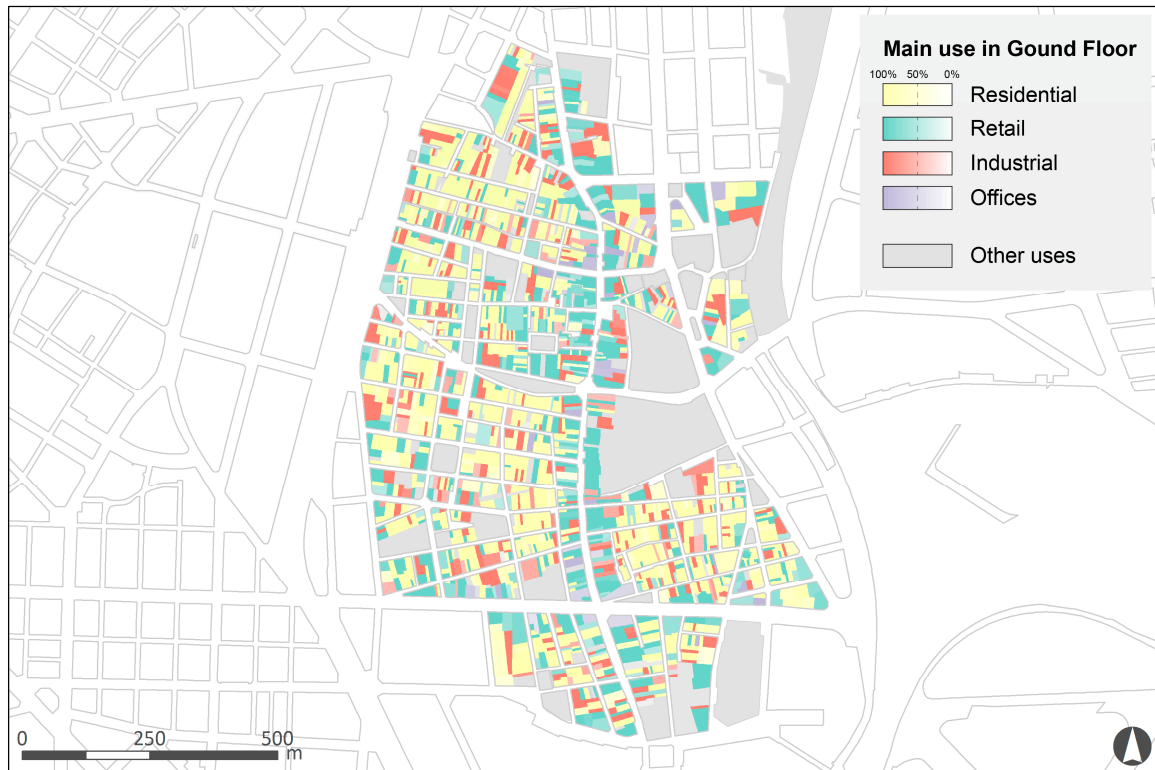 Main use in Gound Floor
100% 50% 0%
Residential
Retail
Industrial
Offices
Other uses
0 250 500
m